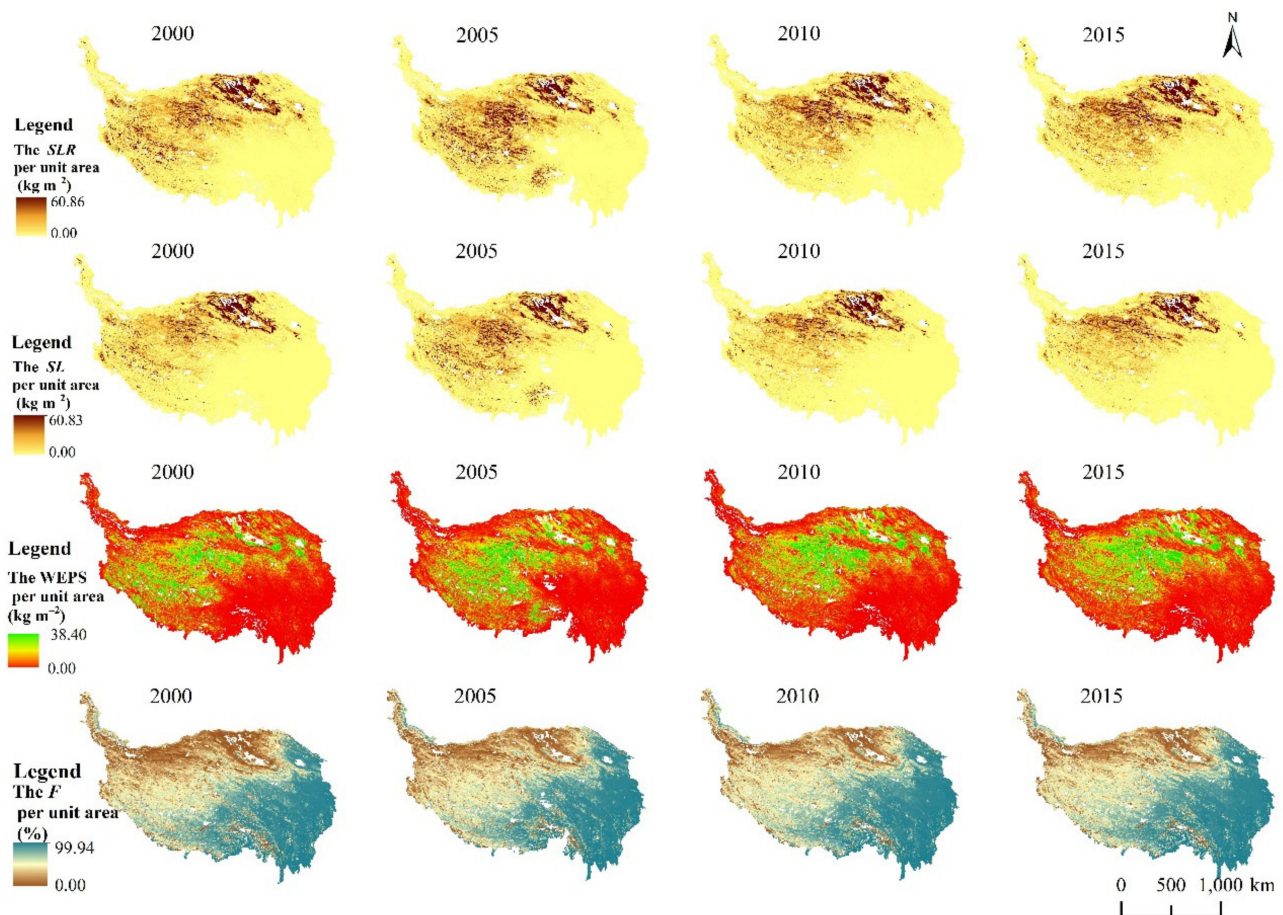 2000
2005
2010
2015
N
Legend
The SLR
per unit area
(kg m⁻²)
60.86
0.00
2000
2005
2010
2015
Legend
The SL
per unit area
(kg m⁻²)
60.83
0.00
2000
2005
2010
2015
Legend
The WEPS
per unit area
(kg m⁻²)
38.40
0.00
2000
2005
2010
2015
Legend
The F
per unit area
(%)
99.94
0.00
0 500 1,000 km